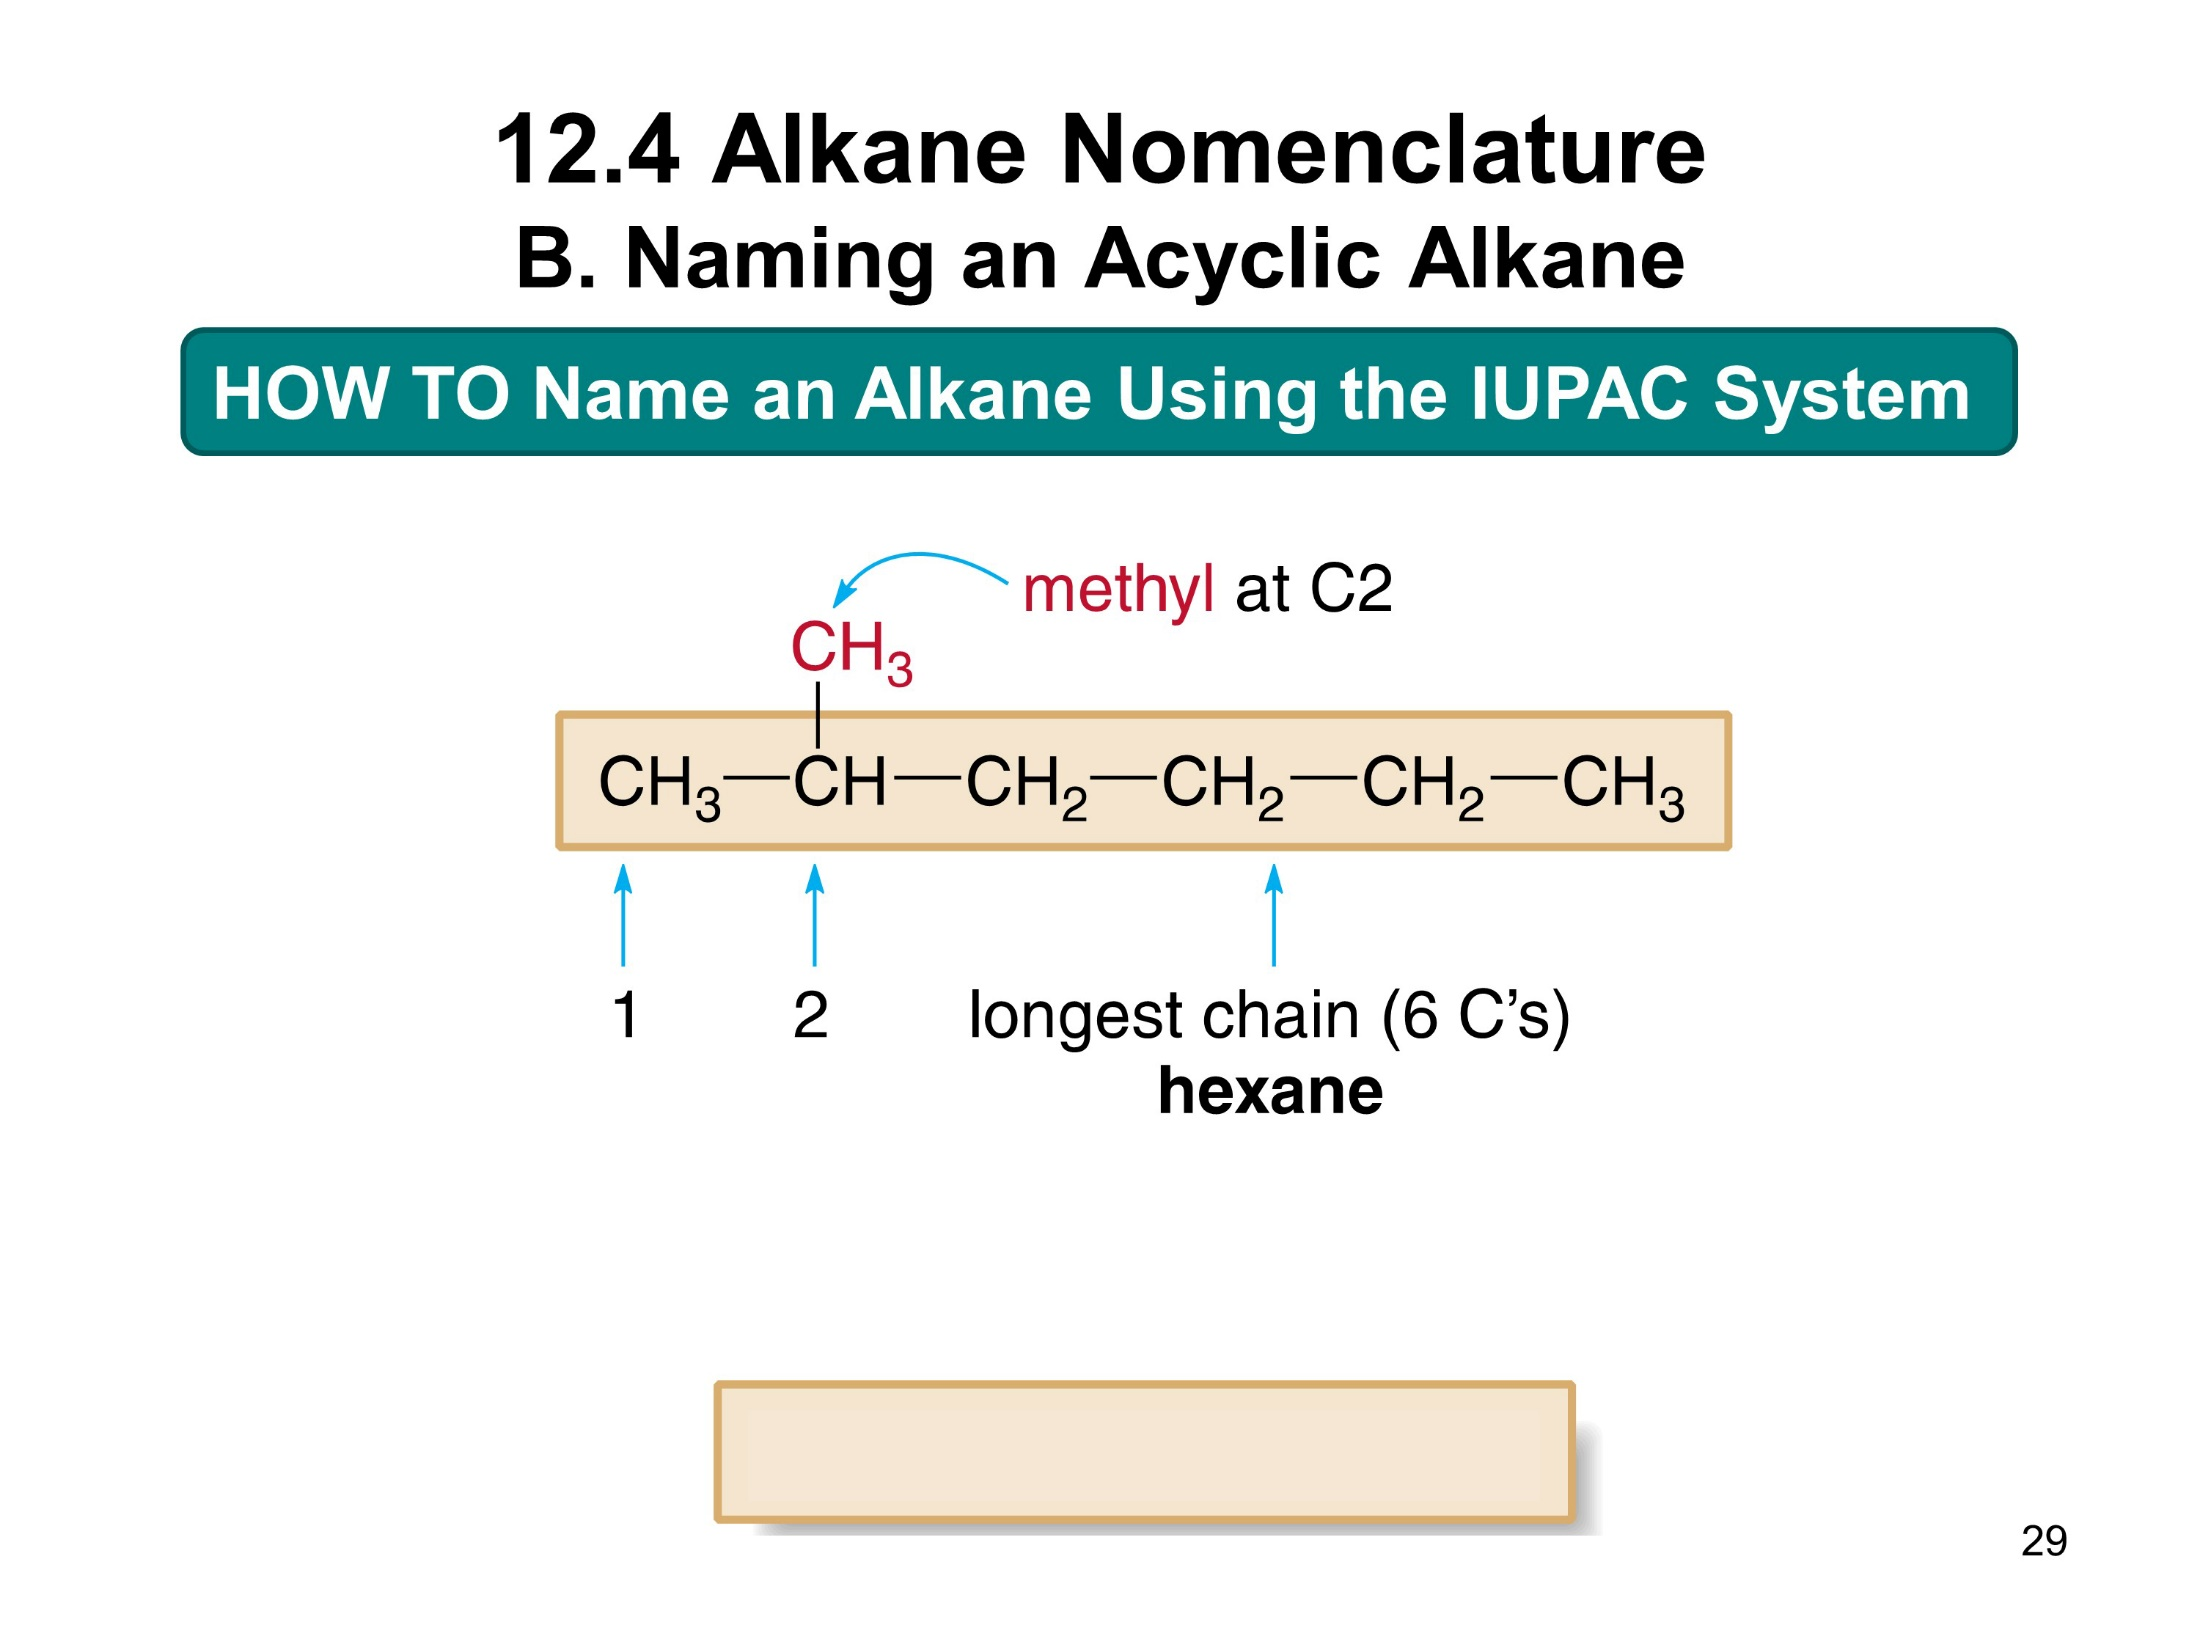 12.4 Alkane Nomenclature
B. Naming an Acyclic Alkane
HOW TO Name an Alkane Using the IUPAC System
methyl at C2
CH₃
CH₃—CH—CH₂—CH₂—CH₂—CH₃
1 2 longest chain (6 C’s)
hexane
29